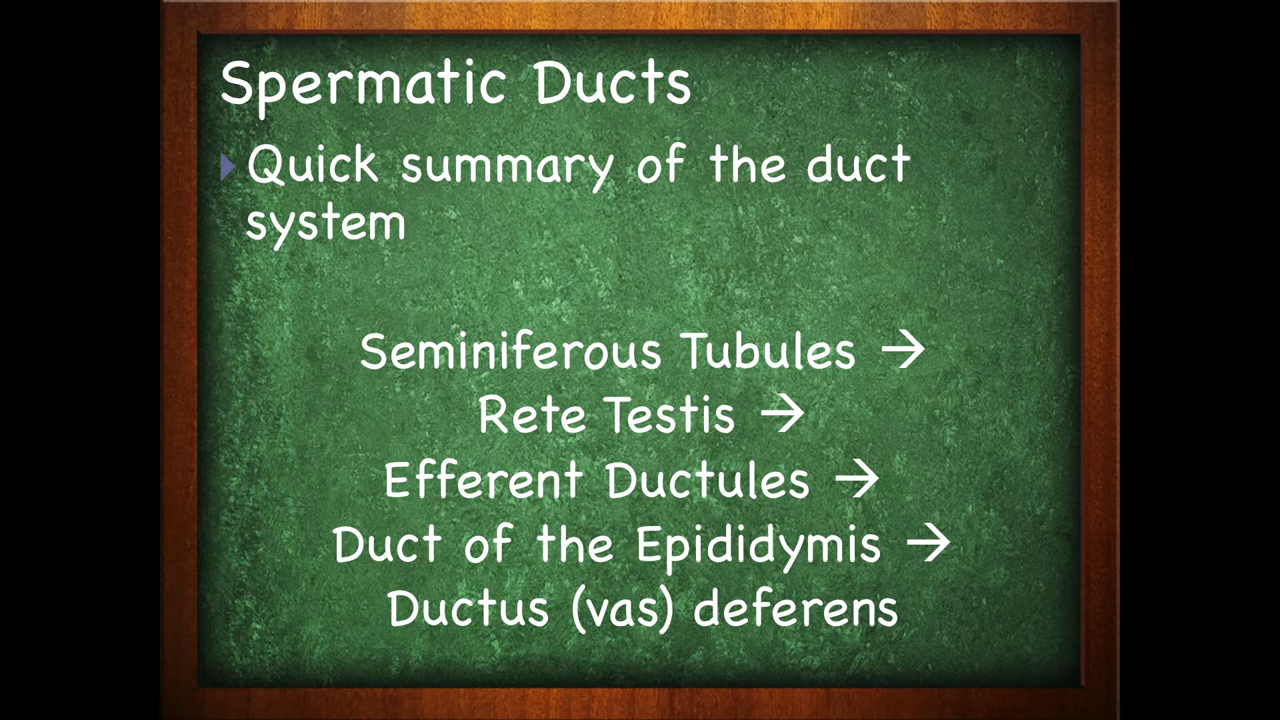 Spermatic Ducts
Quick summary of the duct
system
Seminiferous Tubules →
Rete Testis →
Efferent Ductules →
Duct of the Epididymis →
Ductus (vas) deferens